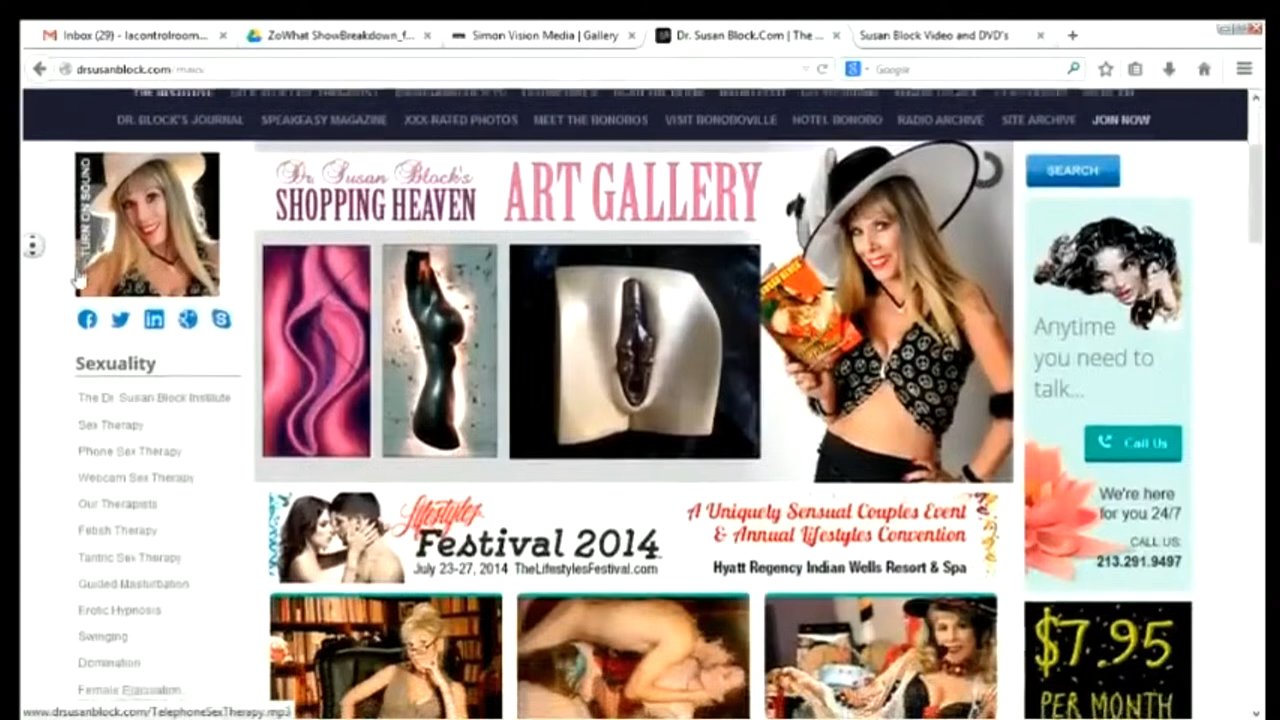 Inbox (29) - lacontrolroom...
ZoWhat ShowBreakdown_f...
Simon Vision Media | Gallery
Dr. Susan Block.Com | The ...
Susan Block Video and DVD's
drsusanblock.com
Google
DR. BLOCK'S JOURNAL
SPEAKEASY MAGAZINE
XXX-RATED PHOTOS
MEET THE BONOBOS
VISIT BONOBOVILLE
HOTEL BONOBO
RADIO ARCHIVE
SITE ARCHIVE
JOIN NOW
TURN ON SOUND
Dr. Susan Block's
SHOPPING HEAVEN
ART GALLERY
SEARCH
Anytime
you need to
talk...
Call Us
We're here
for you 24/7
CALL US:
213.291.9497
Sexuality
The Dr Susan Block Institute
Sex Therapy
Phone Sex Therapy
Webcam Sex Therapy
Our Therapists
Fetish Therapy
Tantric Sex Therapy
Guided Masturbation
Erotic Hypnosis
Swinging
Domination
Female Ejaculation
Lifestyles
Festival 2014
July 23-27, 2014 TheLifestylesFestival.com
A Uniquely Sensual Couples Event
& Annual Lifestyles Convention
Hyatt Regency Indian Wells Resort & Spa
$7.95
PER MONTH
www.drsusanblock.com/TelephoneSexTherapy.mp3